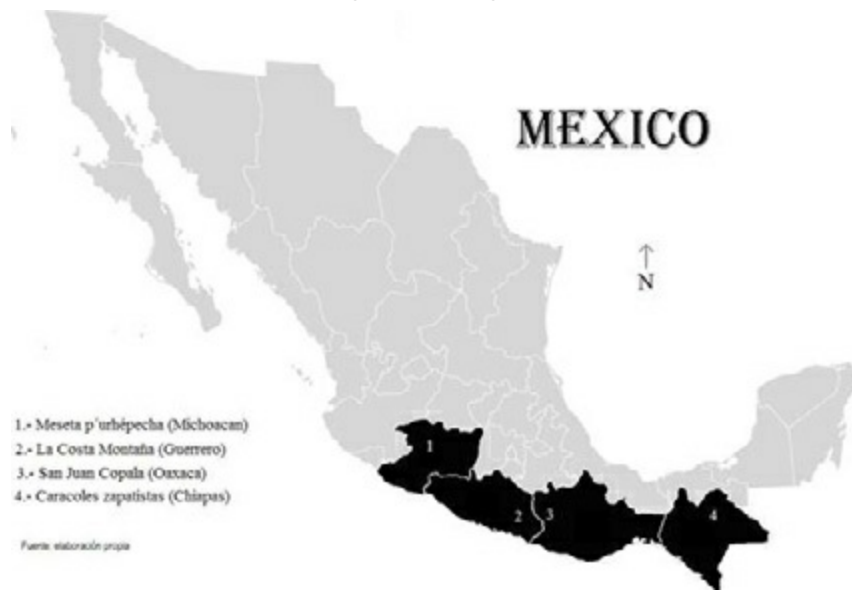 MEXICO
N
1.- Meseta p´urhépecha (Michoacan)
2.- La Costa Montaña (Guerrero)
3.- San Juan Copala (Oaxaca)
4.- Caracoles zapatistas (Chiapas)
1
2
3
4
Fuente: elaboración propia